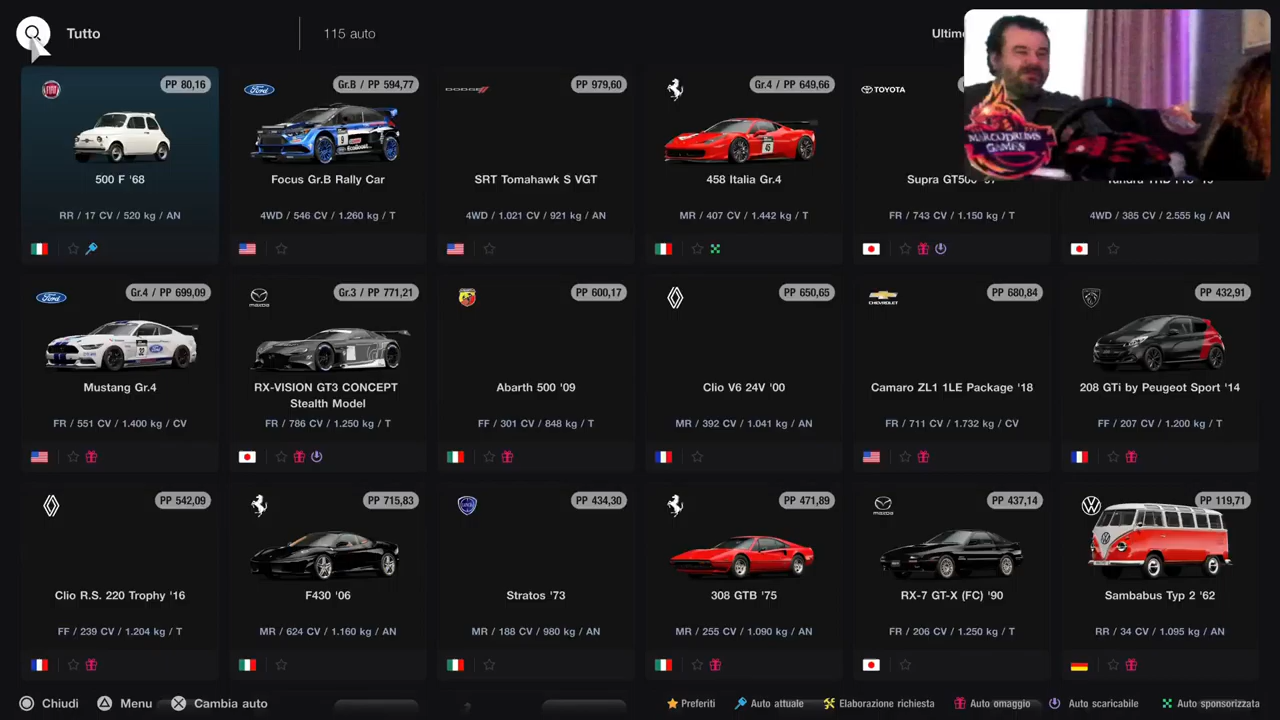 Tutto
115 auto
Ultime
MARCODRUMS
GAMES
PP 80,16
500 F '68
RR / 17 CV / 520 kg / AN
Ford
Gr.B / PP 594,77
Focus Gr.B Rally Car
4WD / 546 CV / 1.260 kg / T
DODGE
PP 979,60
SRT Tomahawk S VGT
4WD / 1.021 CV / 921 kg / AN
Gr.4 / PP 649,66
458 Italia Gr.4
MR / 407 CV / 1.442 kg / T
TOYOTA
Supra GT500
FR / 743 CV / 1.150 kg / T
4WD / 385 CV / 2.555 kg / AN
Ford
Gr.4 / PP 699,09
Mustang Gr.4
FR / 551 CV / 1.400 kg / CV
Gr.3 / PP 771,21
RX-VISION GT3 CONCEPT
Stealth Model
FR / 786 CV / 1.250 kg / T
PP 600,17
Abarth 500 '09
FF / 301 CV / 848 kg / T
PP 650,65
Clio V6 24V '00
MR / 392 CV / 1.041 kg / AN
CHEVROLET
PP 680,84
Camaro ZL1 1LE Package '18
FR / 711 CV / 1.732 kg / CV
PP 432,91
208 GTi by Peugeot Sport '14
FF / 207 CV / 1.200 kg / T
PP 542,09
Clio R.S. 220 Trophy '16
FF / 239 CV / 1.204 kg / T
PP 715,83
F430 '06
MR / 624 CV / 1.160 kg / AN
PP 434,30
Stratos '73
MR / 188 CV / 980 kg / AN
PP 471,89
308 GTB '75
MR / 255 CV / 1.090 kg / AN
PP 437,14
RX-7 GT-X (FC) '90
FR / 206 CV / 1.250 kg / T
PP 119,71
Sambabus Typ 2 '62
RR / 34 CV / 1.095 kg / AN
Chiudi
Menu
Cambia auto
Preferiti
Auto attuale
Elaborazione richiesta
Auto omaggio
Auto scaricabile
Auto sponsorizzata